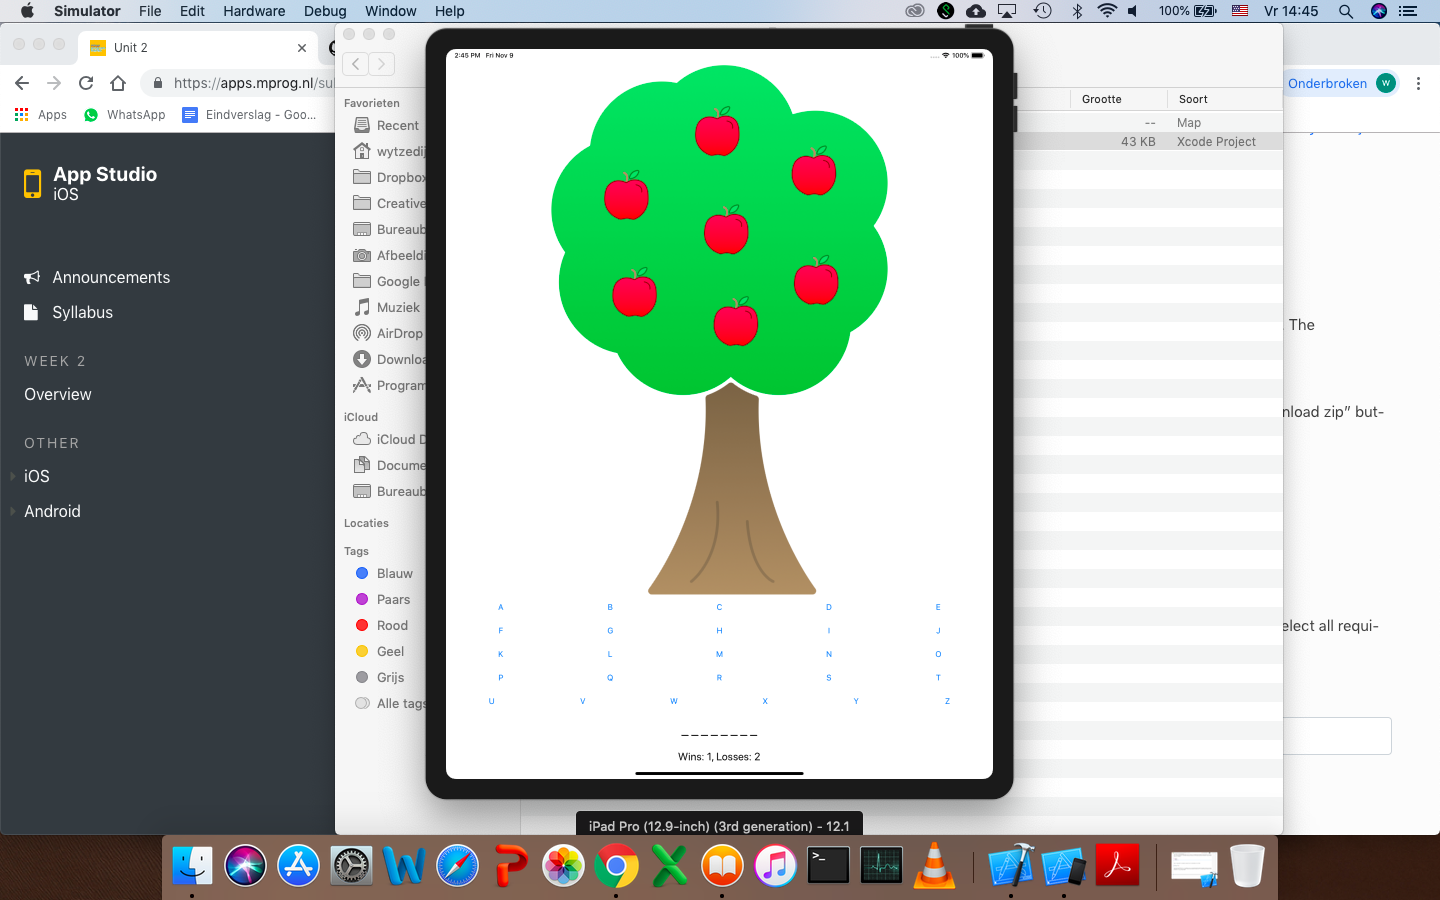 Simulator File Edit Hardware Debug Window Help
100% Vr 14:45
Unit 2
https://apps.mprog.nl/su
Onderbroken W
Apps WhatsApp Eindverslag - Goo...
App Studio
iOS
Announcements
Syllabus
WEEK 2
Overview
OTHER
iOS
Android
Favorieten
Recent
wytzedij
Dropbox
Creative
Bureaub
Afbeeldi
Google
Muziek
AirDrop
Downloa
Program
iCloud
iCloud D
Docume
Bureaub
Locaties
Tags
Blauw
Paars
Rood
Geel
Grijs
Alle tags
2:45 PM Fri Nov 9
100%
A B C D E
F G H I J
K L M N O
P Q R S T
U V W X Y Z
_ _ _ _ _ _ _ _
Wins: 1, Losses: 2
Grootte Soort
-- Map
43 KB Xcode Project
The
nload zip” but-
elect all requi-
iPad Pro (12.9-inch) (3rd generation) - 12.1